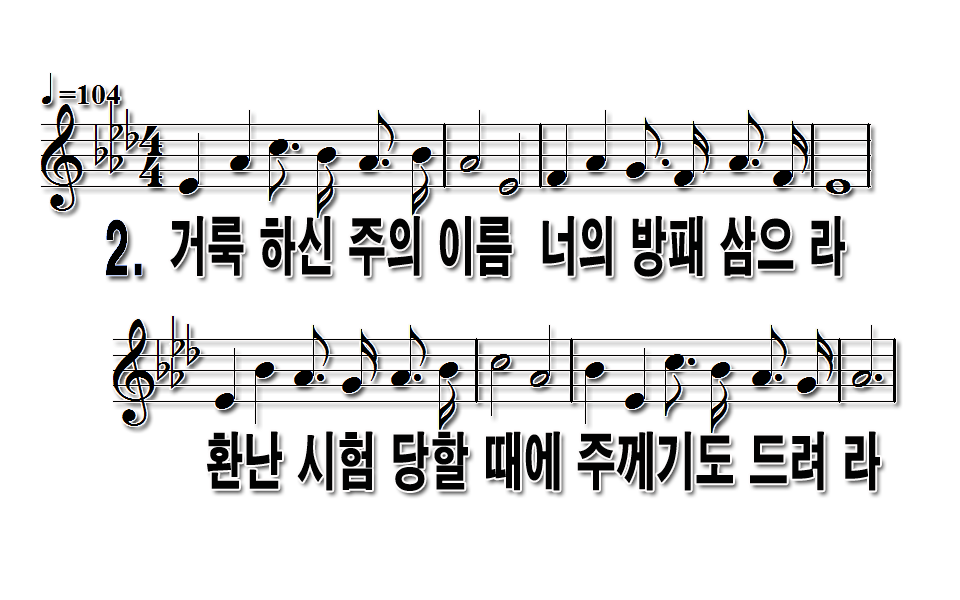 ♩=104
2. 거룩 하신 주의 이름 너의 방패 삼으 라
환난 시험 당할 때에 주께기도 드려 라